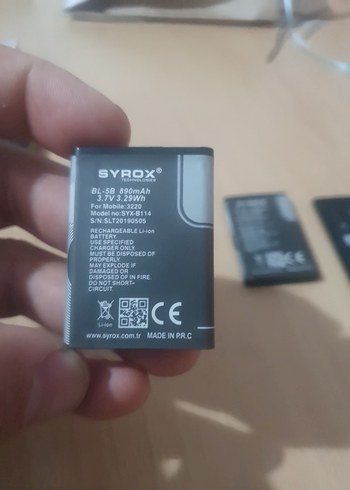 SYROX®
TECHNOLOGIES
BL-5B 890mAh
3.7V 3.29Wh
For Mobile:3220
Model no:SYX-B114
S/N:SLT20190505
RECHARGEABLE Li-ion
BATTERY
USE SPECIFIED
CHARGER ONLY.
MUST BE DISPOSED OF
PROPERLY.
MAY EXPLODE IF
DAMAGED OR
DISPOSED OF IN FIRE.
DO NOT SHORT-
CIRCUIT
Li-ion
CE
www.syrox.com.tr MADE IN P.R.C